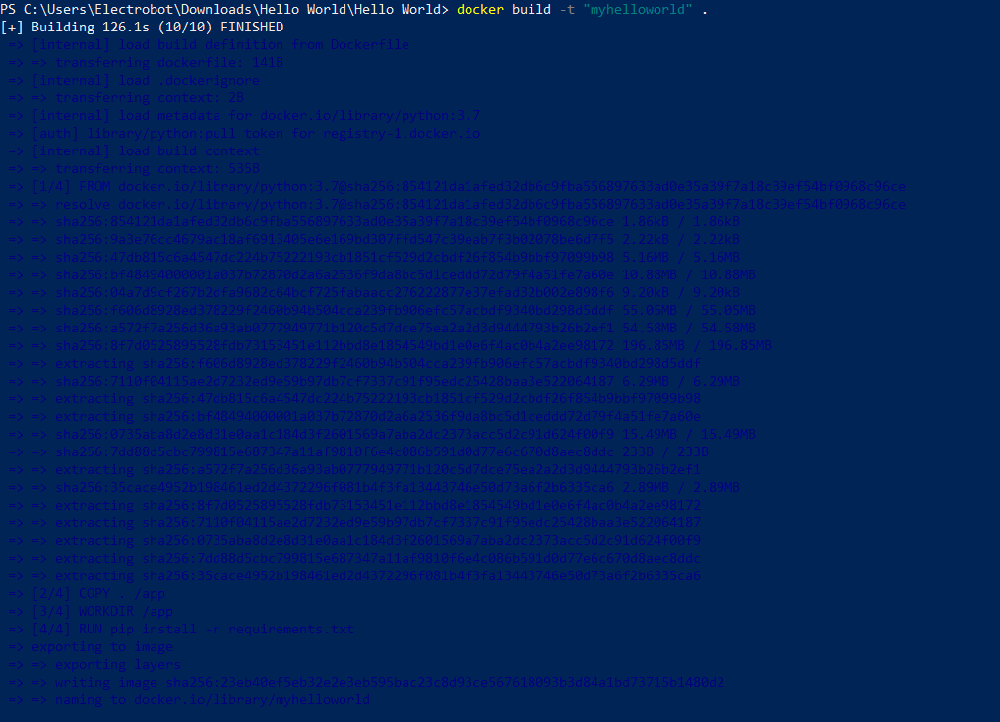 PS C:\Users\Electrobot\Downloads\Hello World\Hello World> docker build -t "myhelloworld" .
[+] Building 126.1s (10/10) FINISHED
=> [internal] load build definition from Dockerfile
=> => transferring dockerfile: 141B
=> [internal] load .dockerignore
=> => transferring context: 2B
=> [internal] load metadata for docker.io/library/python:3.7
=> [auth] library/python:pull token for registry-1.docker.io
=> [internal] load build context
=> => transferring context: 535B
=> [1/4] FROM docker.io/library/python:3.7@sha256:854121da1afed32db6c9fba556897633ad0e35a39f7a18c39ef54bf0968c96ce
=> => resolve docker.io/library/python:3.7@sha256:854121da1afed32db6c9fba556897633ad0e35a39f7a18c39ef54bf0968c96ce
=> => sha256:854121da1afed32db6c9fba556897633ad0e35a39f7a18c39ef54bf0968c96ce 1.86kB / 1.86kB
=> => sha256:9a3e76cc4679ac18af6913405e6e169bd307ffd547c39eab7f3b02078be6d7f5 2.22kB / 2.22kB
=> => sha256:47db815c6a4547dc224b75222193cb1851cf529d2cbdf26f854b9bbf97099b98 5.16MB / 5.16MB
=> => sha256:bf48494000001a037b72870d2a6a2536f9da8bc5d1ceddd72d79f4a51fe7a60e 10.88MB / 10.88MB
=> => sha256:04a7d9cf267b2dfa9682c64bcf725fabaacc276222877e37efad32b002e898f6 9.20kB / 9.20kB
=> => sha256:f606d8928ed378229f2460b94b504cca239fb906efc57acbdf9340bd298d5ddf 55.05MB / 55.05MB
=> => sha256:a572f7a256d36a93ab0777949771b120c5d7dce75ea2a2d3d9444793b26b2ef1 54.58MB / 54.58MB
=> => sha256:8f7d0525895528fdb73153451e112bbd8e1854549bd1e0e6f4ac0b4a2ee98172 196.85MB / 196.85MB
=> => extracting sha256:f606d8928ed378229f2460b94b504cca239fb906efc57acbdf9340bd298d5ddf
=> => sha256:7110f04115ae2d7232ed9e59b97db7cf7337c91f95edc25428baa3e522064187 6.29MB / 6.29MB
=> => extracting sha256:47db815c6a4547dc224b75222193cb1851cf529d2cbdf26f854b9bbf97099b98
=> => extracting sha256:bf48494000001a037b72870d2a6a2536f9da8bc5d1ceddd72d79f4a51fe7a60e
=> => sha256:0735aba8d2e8d31e0aa1c184d3f2601569a7aba2dc2373acc5d2c91d624f00f9 15.49MB / 15.49MB
=> => sha256:7dd88d5cbc799815e687347a11af9810f6e4c086b591d0d77e6c670d8aec8ddc 233B / 233B
=> => extracting sha256:a572f7a256d36a93ab0777949771b120c5d7dce75ea2a2d3d9444793b26b2ef1
=> => sha256:35cace4952b198461ed2d4372296f081b4f3fa13443746e50d73a6f2b6335ca6 2.89MB / 2.89MB
=> => extracting sha256:8f7d0525895528fdb73153451e112bbd8e1854549bd1e0e6f4ac0b4a2ee98172
=> => extracting sha256:7110f04115ae2d7232ed9e59b97db7cf7337c91f95edc25428baa3e522064187
=> => extracting sha256:0735aba8d2e8d31e0aa1c184d3f2601569a7aba2dc2373acc5d2c91d624f00f9
=> => extracting sha256:7dd88d5cbc799815e687347a11af9810f6e4c086b591d0d77e6c670d8aec8ddc
=> => extracting sha256:35cace4952b198461ed2d4372296f081b4f3fa13443746e50d73a6f2b6335ca6
=> [2/4] COPY . /app
=> [3/4] WORKDIR /app
=> [4/4] RUN pip install -r requirements.txt
=> exporting to image
=> => exporting layers
=> => writing image sha256:23eb40ef5eb32e2e3eb595bac23c8d93ce567618093b3d84a1bd73715b1480d2
=> => naming to docker.io/library/myhelloworld